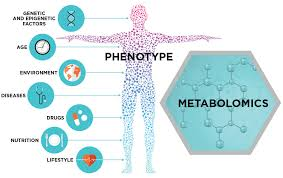 GENETIC
AND EPIGENETIC
FACTORS
AGE
PHENOTYPE
ENVIRONMENT
METABOLOMICS
DISEASES
DRUGS
NUTRITION
LIFESTYLE